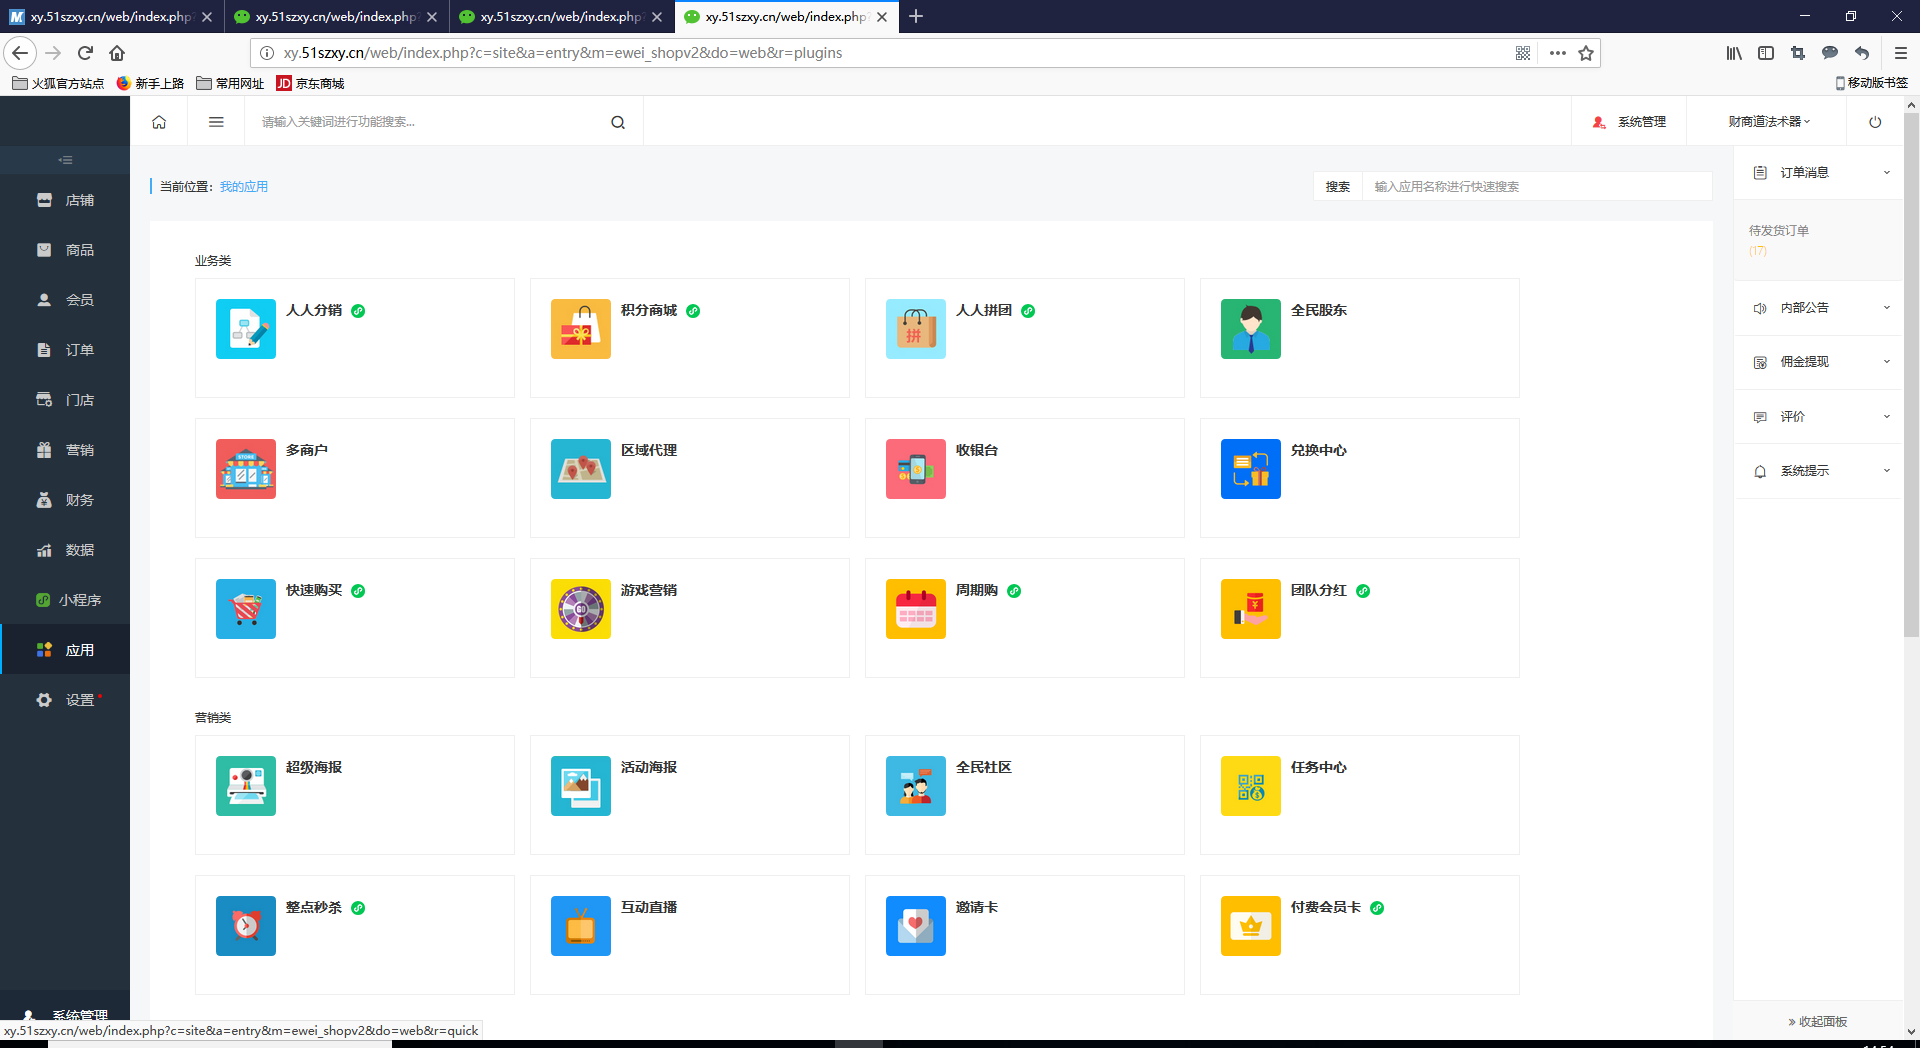 xy.51szxy.cn/web/index.php?
xy.51szxy.cn/web/index.php?
xy.51szxy.cn/web/index.php?
xy.51szxy.cn/web/index.php?
xy.51szxy.cn/web/index.php?c=site&a=entry&m=ewei_shopv2&do=web&r=plugins
火狐官方站点
新手上路
常用网址
JD 京东商城
移动版书签
请输入关键词进行功能搜索...
系统管理
财商道法术器
店铺
商品
会员
订单
门店
营销
财务
数据
小程序
应用
设置
系统管理
当前位置：我的应用
搜索
输入应用名称进行快速搜索
业务类
人人分销
积分商城
人人拼团
拼
全民股东
多商户
STORE
区域代理
收银台
兑换中心
快速购买
游戏营销
GO
周期购
团队分红
营销类
超级海报
活动海报
全民社区
任务中心
整点秒杀
互动直播
邀请卡
付费会员卡
订单消息
待发货订单
(17)
内部公告
佣金提现
评价
系统提示
收起面板
xy.51szxy.cn/web/index.php?c=site&a=entry&m=ewei_shopv2&do=web&r=quick